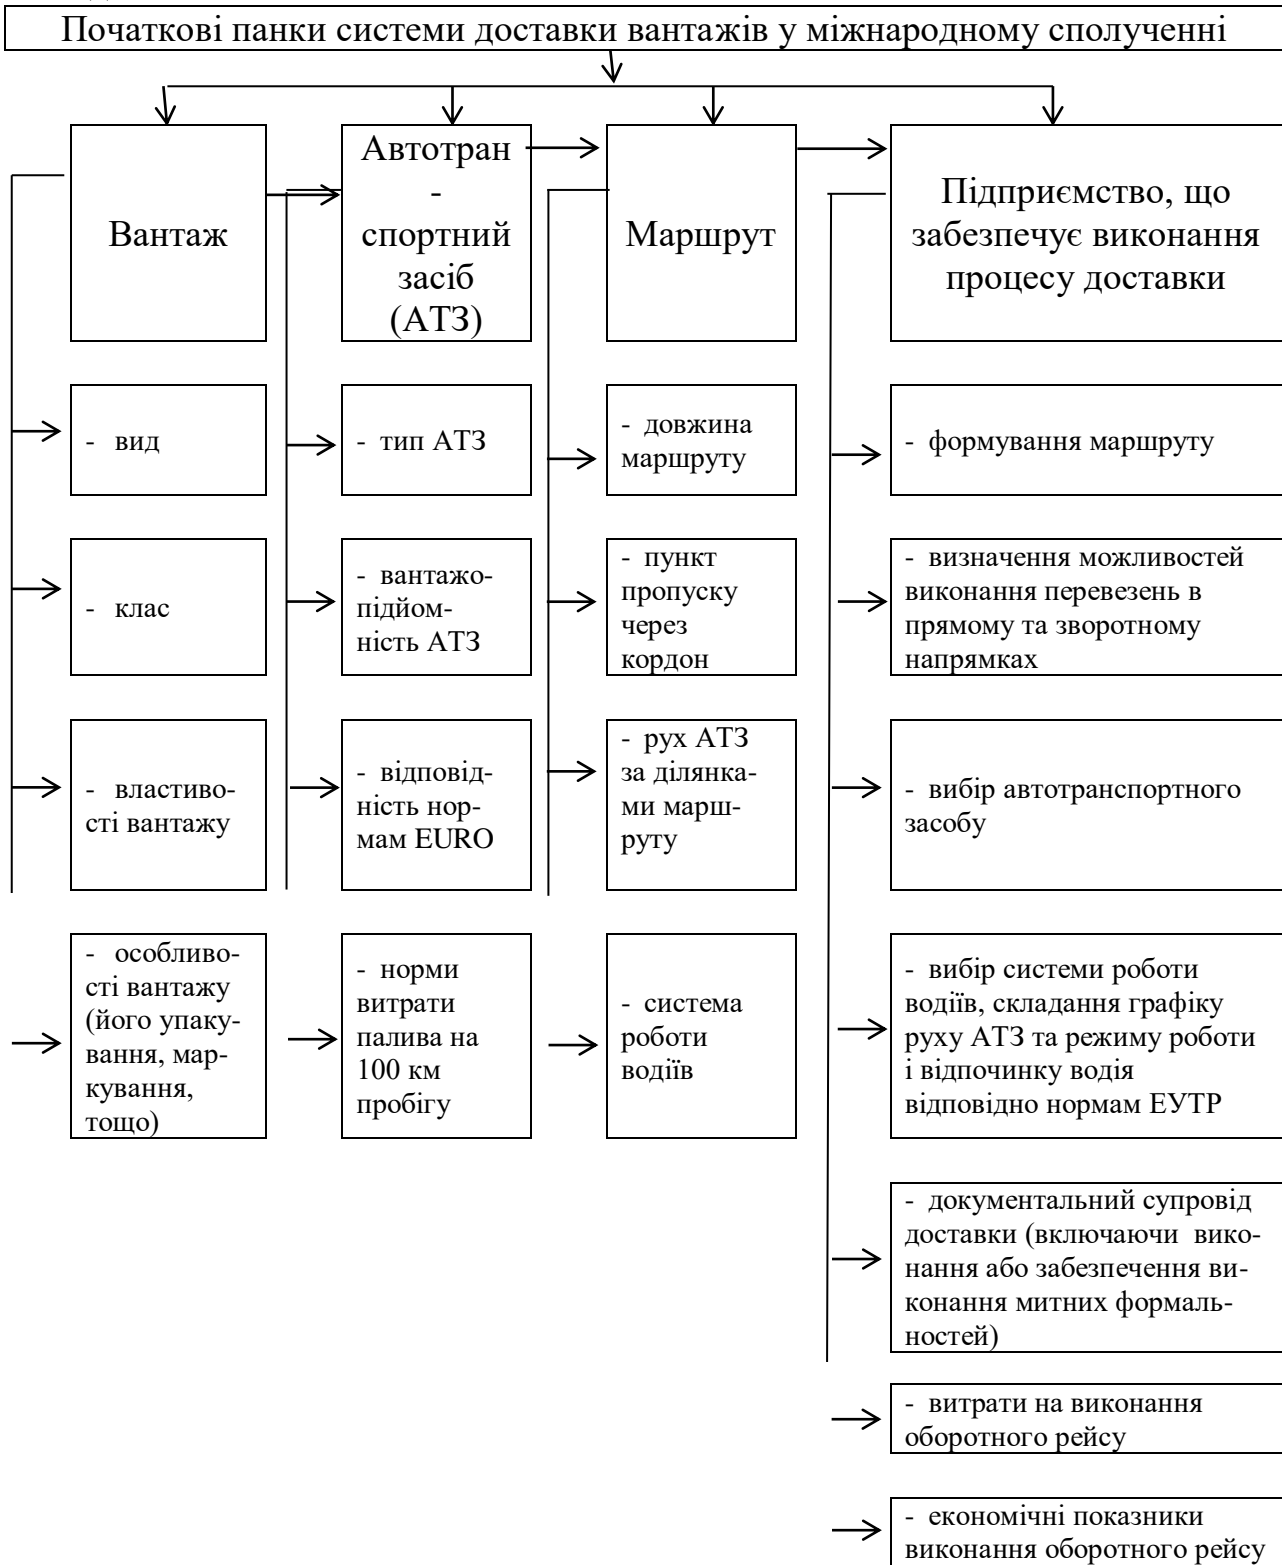 Початкові панки системи доставки вантажів у міжнародному сполученні
Вантаж
Автотран
-
спортний
засіб
(АТЗ)
Маршрут
Підприємство, що
забезпечує виконання
процесу доставки
- вид
- тип АТЗ
- довжина
маршруту
- формування маршруту
- клас
- вантажо-
підйом-
ність АТЗ
- пункт
пропуску
через
кордон
- визначення можливостей
виконання перевезень в
прямому та зворотному
напрямках
- властиво-
сті вантажу
- відповід-
ність нор-
мам EURO
- рух АТЗ
за ділянка-
ми марш-
руту
- вибір автотранспортного
засобу
- особливо-
сті вантажу
(його упаку-
вання, мар-
кування,
тощо)
- норми
витрати
палива на
100 км
пробігу
- система
роботи
водіїв
- вибір системи роботи
водіїв, складання графіку
руху АТЗ та режиму роботи
і відпочинку водія
відповідно нормам ЕУТР
- документальний супровід
доставки (включаючи вико-
нання або забезпечення ви-
конання митних формаль-
ностей)
- витрати на виконання
оборотного рейсу
- економічні показники
виконання оборотного рейсу